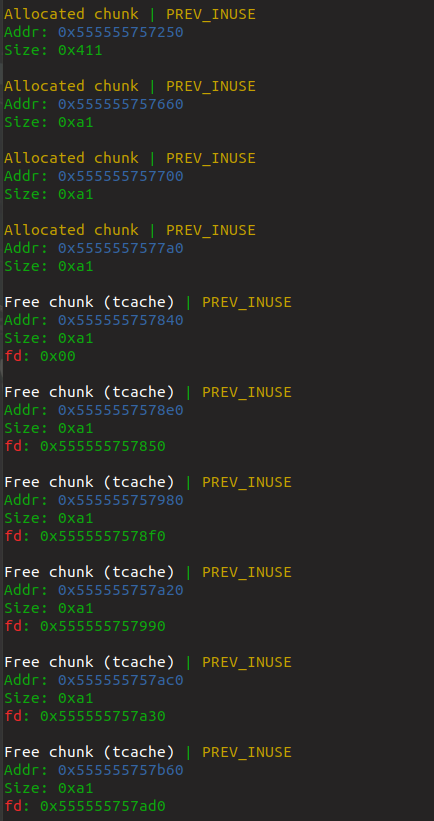 Allocated chunk | PREV_INUSE
Addr: 0x555555757250
Size: 0x411
Allocated chunk | PREV_INUSE
Addr: 0x555555757660
Size: 0xa1
Allocated chunk | PREV_INUSE
Addr: 0x555555757700
Size: 0xa1
Allocated chunk | PREV_INUSE
Addr: 0x5555557577a0
Size: 0xa1
Free chunk (tcache) | PREV_INUSE
Addr: 0x555555757840
Size: 0xa1
fd: 0x00
Free chunk (tcache) | PREV_INUSE
Addr: 0x5555557578e0
Size: 0xa1
fd: 0x555555757850
Free chunk (tcache) | PREV_INUSE
Addr: 0x555555757980
Size: 0xa1
fd: 0x5555557578f0
Free chunk (tcache) | PREV_INUSE
Addr: 0x555555757a20
Size: 0xa1
fd: 0x555555757990
Free chunk (tcache) | PREV_INUSE
Addr: 0x555555757ac0
Size: 0xa1
fd: 0x555555757a30
Free chunk (tcache) | PREV_INUSE
Addr: 0x555555757b60
Size: 0xa1
fd: 0x555555757ad0